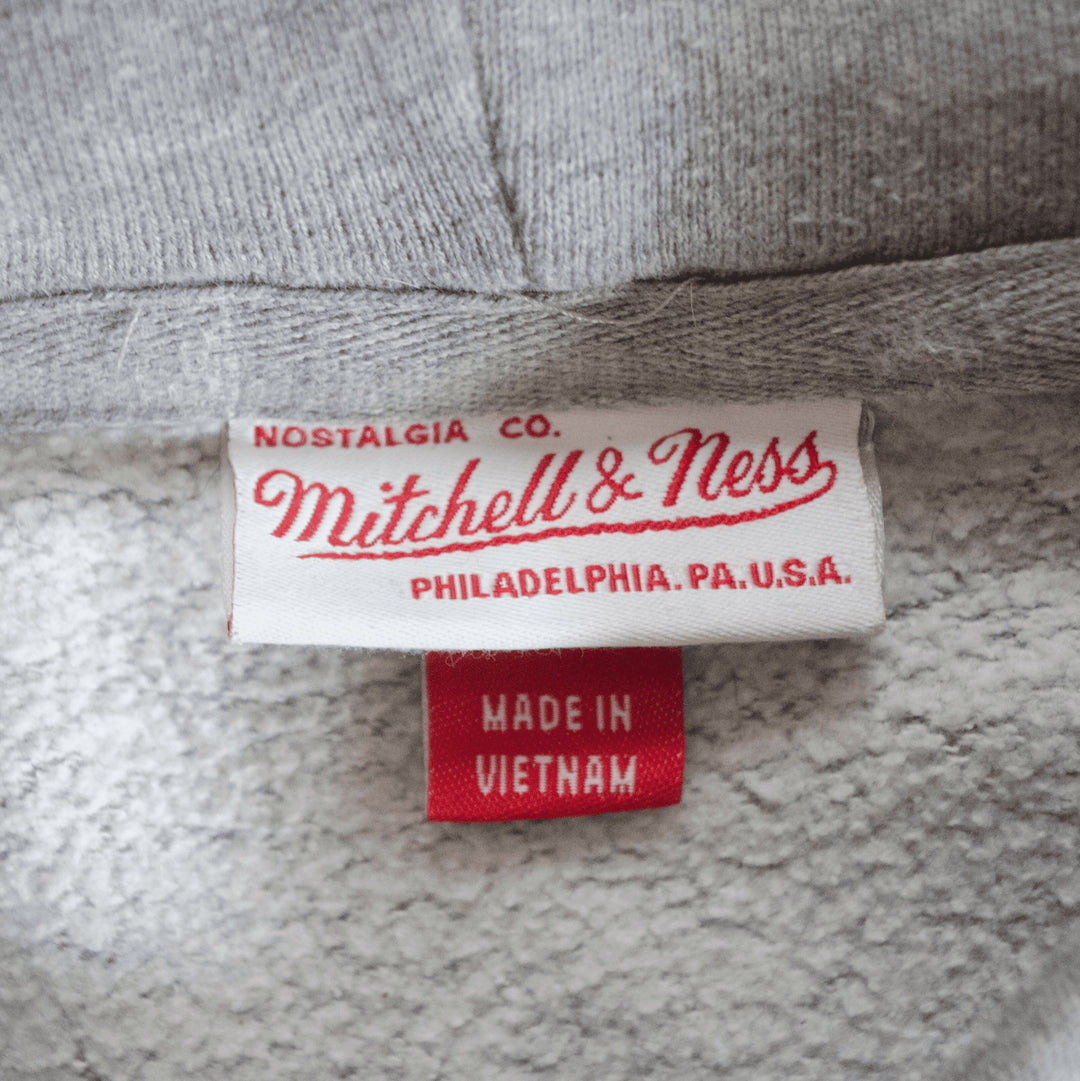 NOSTALGIA CO.
Mitchell & Ness
PHILADELPHIA. PA. U.S.A.
MADE IN
VIETNAM